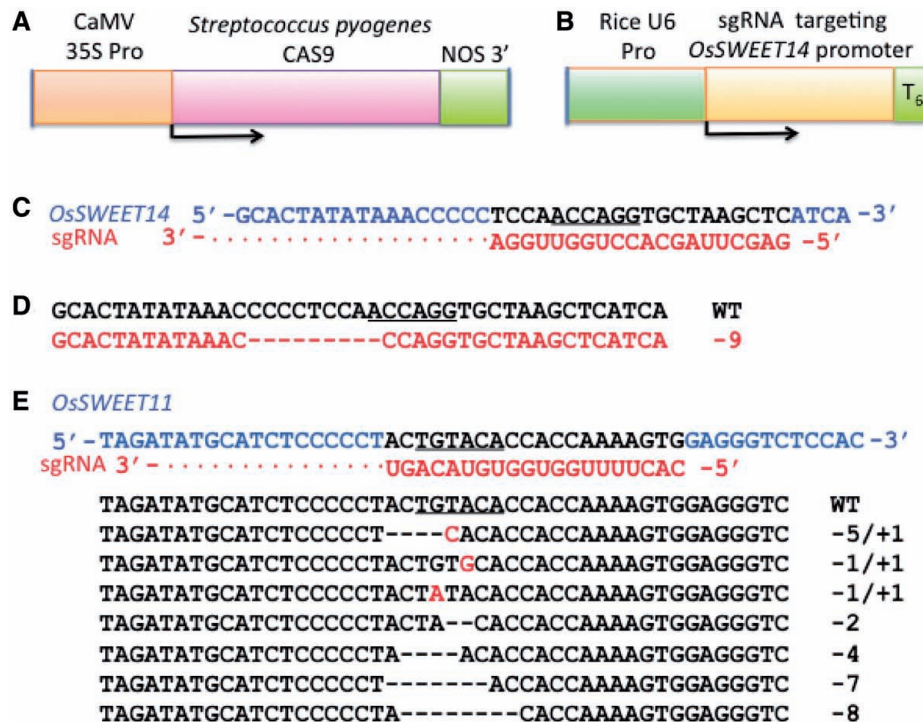 A
CaMV
35S Pro
Streptococcus pyogenes
CAS9
NOS 3′
B
Rice U6
Pro
sgRNA targeting
OsSWEET14 promoter
T6
C
OsSWEET14 5′-GCACTATATAAACCCCCTCCAACCAGGTGCTAAGCTCATCA-3′
sgRNA 3′-····················AGGUUGGUCCACGAUUCGAG-5′
D
GCACTATATAAACCCCCTCCAACCAGGTGCTAAGCTCATCA WT
GCACTATATAAAC---------CCAGGTGCTAAGCTCATCA -9
E
OsSWEET11
5′-TAGATATGCATCTCCCCCTACTGTACACCACCAAAAGTGGAGGGTCTCCAC-3′
sgRNA 3′-················UGACAUGUGGUGGUUUUCAC-5′
TAGATATGCATCTCCCCCTACTGTACACCACCAAAAGTGGAGGGTC WT
TAGATATGCATCTCCCCCT-----CACACCACCAAAAGTGGAGGGTC -5/+1
TAGATATGCATCTCCCCCTACTGTGCACCACCAAAAGTGGAGGGTC -1/+1
TAGATATGCATCTCCCCCTACTATACACCACCAAAAGTGGAGGGTC -1/+1
TAGATATGCATCTCCCCCTACTA--CACCACCAAAAGTGGAGGGTC -2
TAGATATGCATCTCCCCCTA----ACACCACCAAAAGTGGAGGGTC -4
TAGATATGCATCTCCCCCT-------ACCACCAAAAGTGGAGGGTC -7
TAGATATGCATCTCCCCCTA--------CACCAAAAGTGGAGGGTC -8